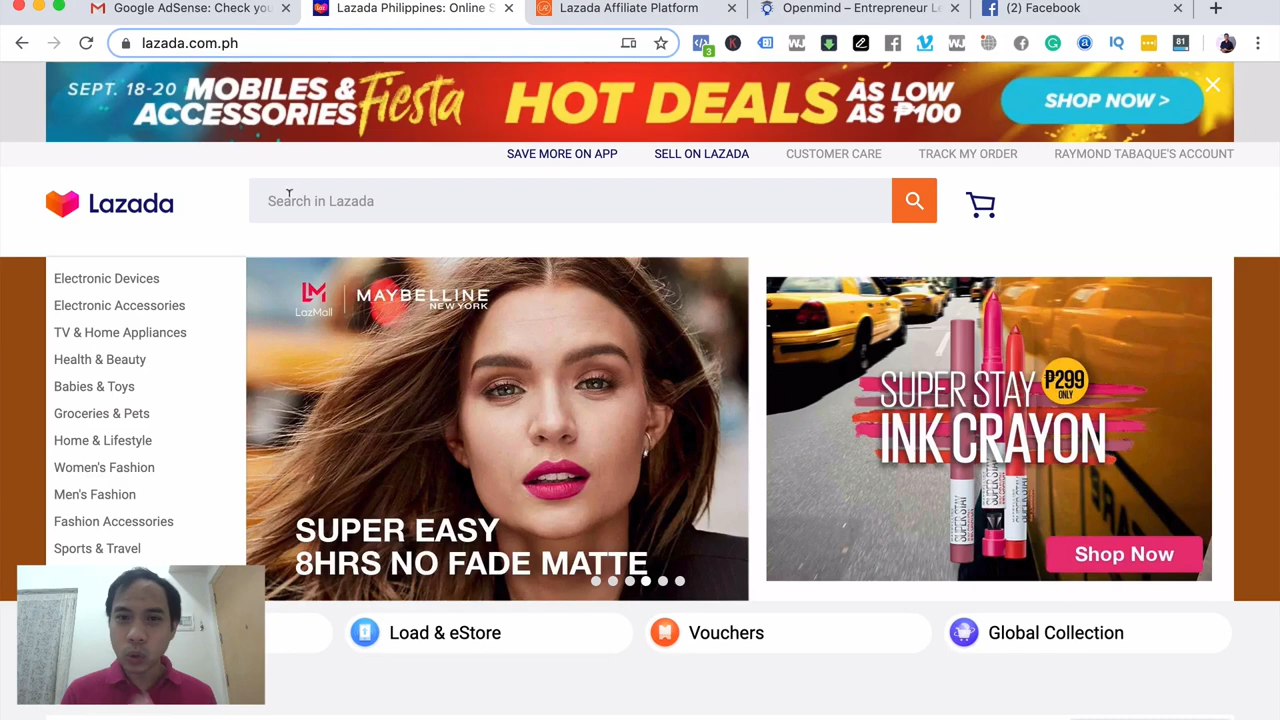 Google AdSense: Check you
Lazada Philippines: Online S
Lazada Affiliate Platform
Openmind – Entrepreneur Le
(2) Facebook
lazada.com.ph
3
81
SEPT. 18-20 MOBILES & ACCESSORIES Fiesta
HOT DEALS AS LOW AS ₱100
SHOP NOW >
SAVE MORE ON APP
SELL ON LAZADA
CUSTOMER CARE
TRACK MY ORDER
RAYMOND TABAQUE'S ACCOUNT
Lazada
Search in Lazada
Electronic Devices
Electronic Accessories
TV & Home Appliances
Health & Beauty
Babies & Toys
Groceries & Pets
Home & Lifestyle
Women's Fashion
Men's Fashion
Fashion Accessories
Sports & Travel
LM
LazMall
MAYBELLINE
NEW YORK
SUPER EASY
8HRS NO FADE MATTE
SUPER STAY
₱299
ONLY
INK CRAYON
Shop Now
Load & eStore
Vouchers
Global Collection